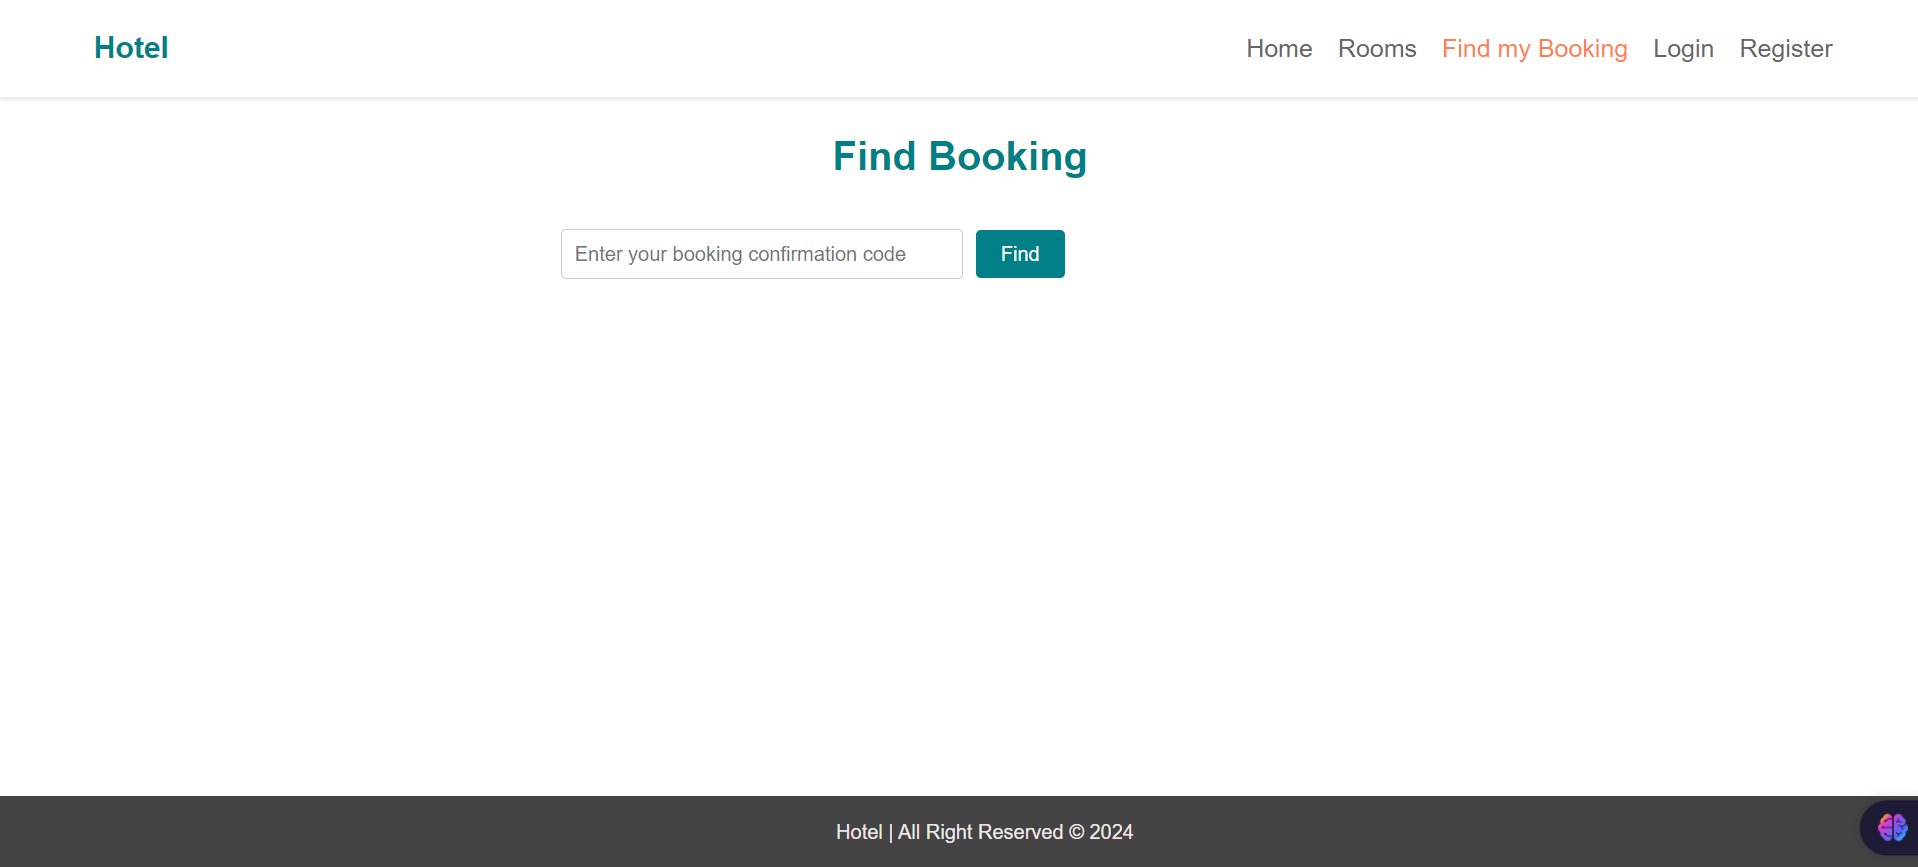 Hotel
Home Rooms Find my Booking Login Register
Find Booking
Enter your booking confirmation code Find
Hotel | All Right Reserved © 2024